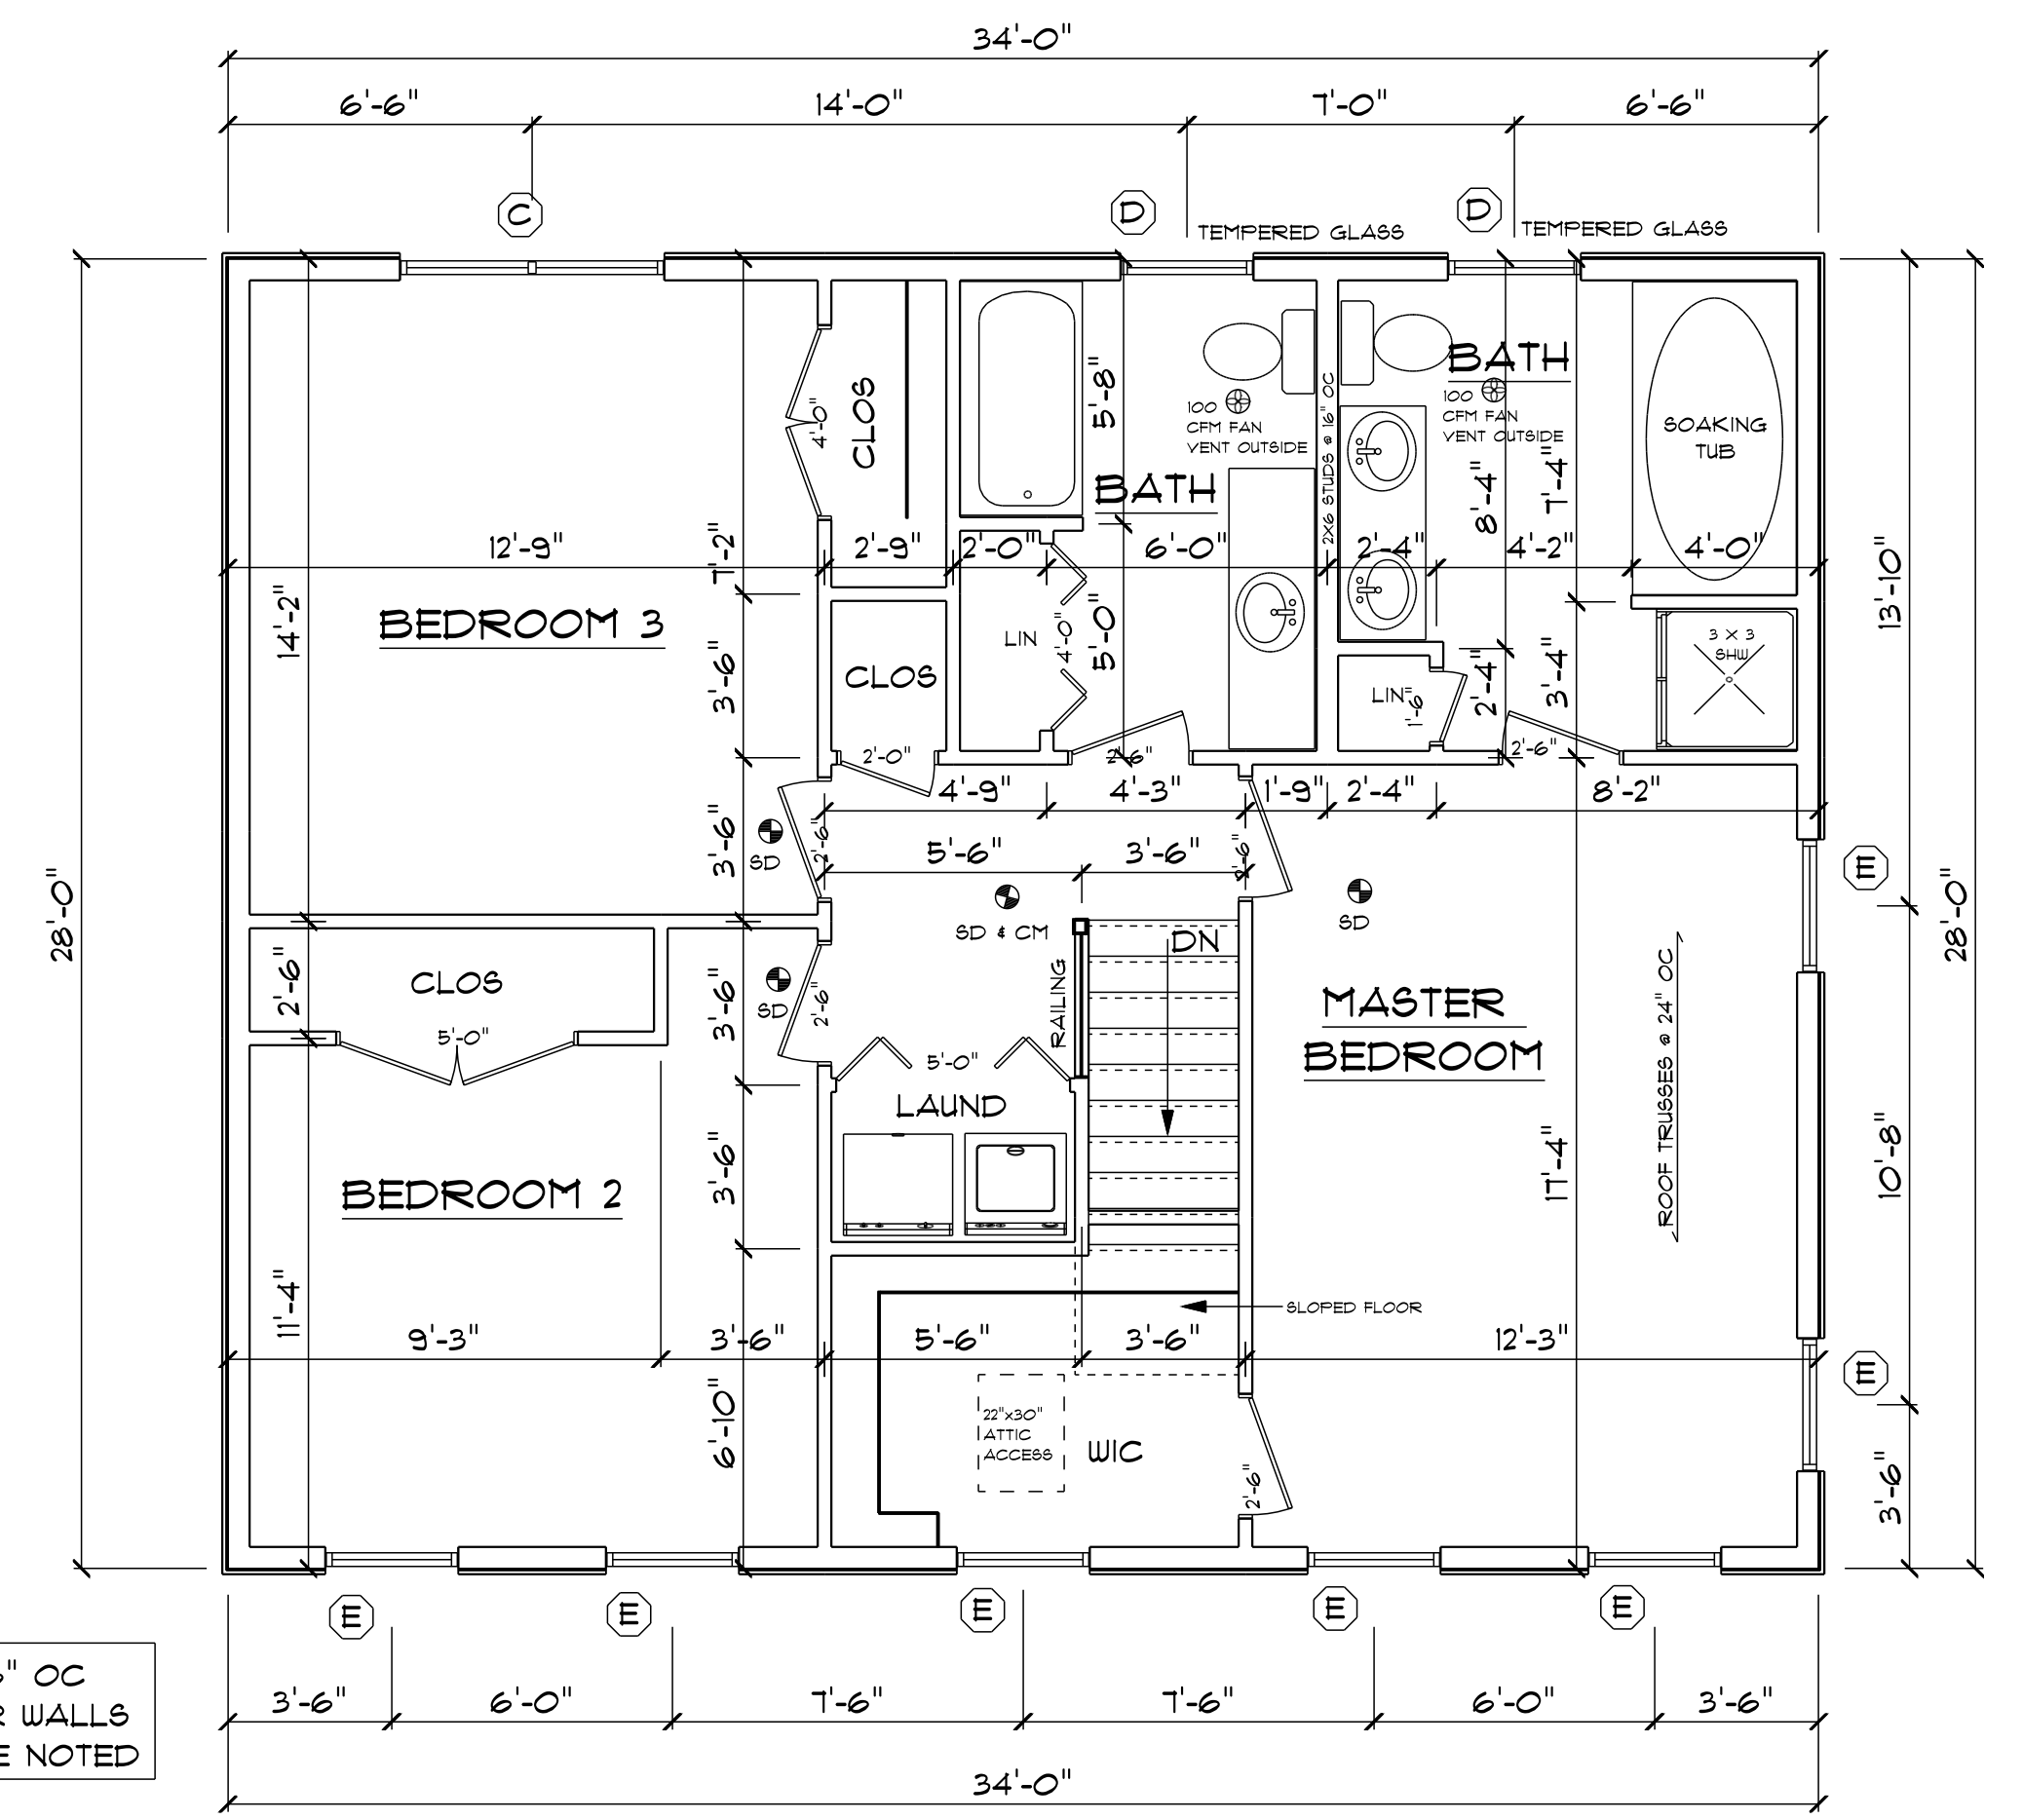 34'-0"
6'-6"
14'-0"
7'-0"
6'-6"
C
D
TEMPERED GLASS
D
TEMPERED GLASS
BATH
100
CFM FAN
VENT OUTSIDE
100
CFM FAN
VENT OUTSIDE
SOAKING
TUB
5'-8"
CLOS
4'-0"
2X6 STUDS @ 16" OC
BATH
8'-4"
7'-4"
12'-9"
7'-2"
2'-9"
2'-0"
6'-0"
2'-4"
4'-2"
4'-0"
13'-10"
14'-2"
BEDROOM 3
LIN
4'-0"
5'-0"
3 X 3
SHW
3'-6"
CLOS
LIN
1'-6"
2'-4"
3'-4"
2'-0"
2'-6"
2'-6"
4'-9"
4'-3"
1'-9"
2'-4"
8'-2"
3'-6"
SD
2'-6"
5'-6"
3'-6"
2'-6"
E
28'-0"
SD & CM
SD
DN
28'-0"
CLOS
2'-6"
5'-0"
3'-6"
SD
2'-6"
RAILING
MASTER
BEDROOM
ROOF TRUSSES @ 24" OC
5'-0"
LAUND
BEDROOM 2
3'-6"
17'-4"
10'-8"
11'-4"
SLOPED FLOOR
9'-3"
3'-6"
5'-6"
3'-6"
12'-3"
E
6'-10"
22"x30"
ATTIC
ACCESS
WIC
2'-6"
3'-6"
E
E
E
E
E
" OC
WALLS
NOTED
3'-6"
6'-0"
7'-6"
7'-6"
6'-0"
3'-6"
34'-0"